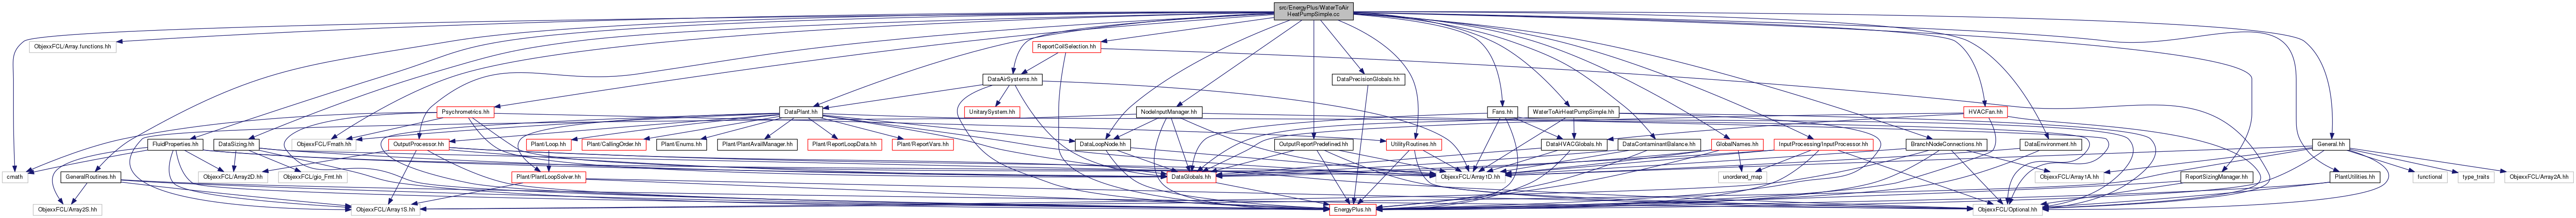 src/EnergyPlus/WaterToAir
HeatPumpSimple.cc
ObjexxFCL/Array.functions.hh
ReportCoilSelection.hh
DataAirSystems.hh
DataPrecisionGlobals.hh
Psychrometrics.hh
DataPlant.hh
UnitarySystem.hh
NodeInputManager.hh
Fans.hh
WaterToAirHeatPumpSimple.hh
HVACFan.hh
FluidProperties.hh
DataSizing.hh
ObjexxFCL/Fmath.hh
OutputProcessor.hh
Plant/Loop.hh
Plant/CallingOrder.hh
Plant/Enums.hh
Plant/PlantAvailManager.hh
Plant/ReportLoopData.hh
Plant/ReportVars.hh
DataLoopNode.hh
OutputReportPredefined.hh
UtilityRoutines.hh
DataHVACGlobals.hh
DataContaminantBalance.hh
GlobalNames.hh
InputProcessing/InputProcessor.hh
BranchNodeConnections.hh
DataEnvironment.hh
General.hh
cmath
GeneralRoutines.hh
ObjexxFCL/Array2D.hh
ObjexxFCL/gio_Fmt.hh
Plant/PlantLoopSolver.hh
DataGlobals.hh
ObjexxFCL/Array1D.hh
unordered_map
ObjexxFCL/Array1A.hh
ReportSizingManager.hh
PlantUtilities.hh
functional
type_traits
ObjexxFCL/Array2A.hh
ObjexxFCL/Array2S.hh
ObjexxFCL/Array1S.hh
EnergyPlus.hh
ObjexxFCL/Optional.hh